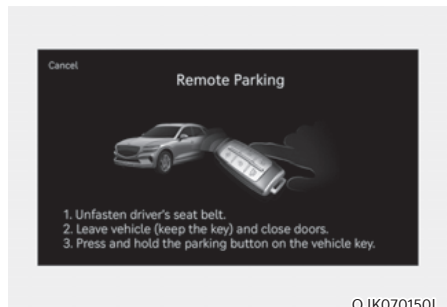 Cancel
Remote Parking
1. Unfasten driver's seat belt.
2. Leave vehicle (keep the key) and close doors.
3. Press and hold the parking button on the vehicle key.
OJK070150L